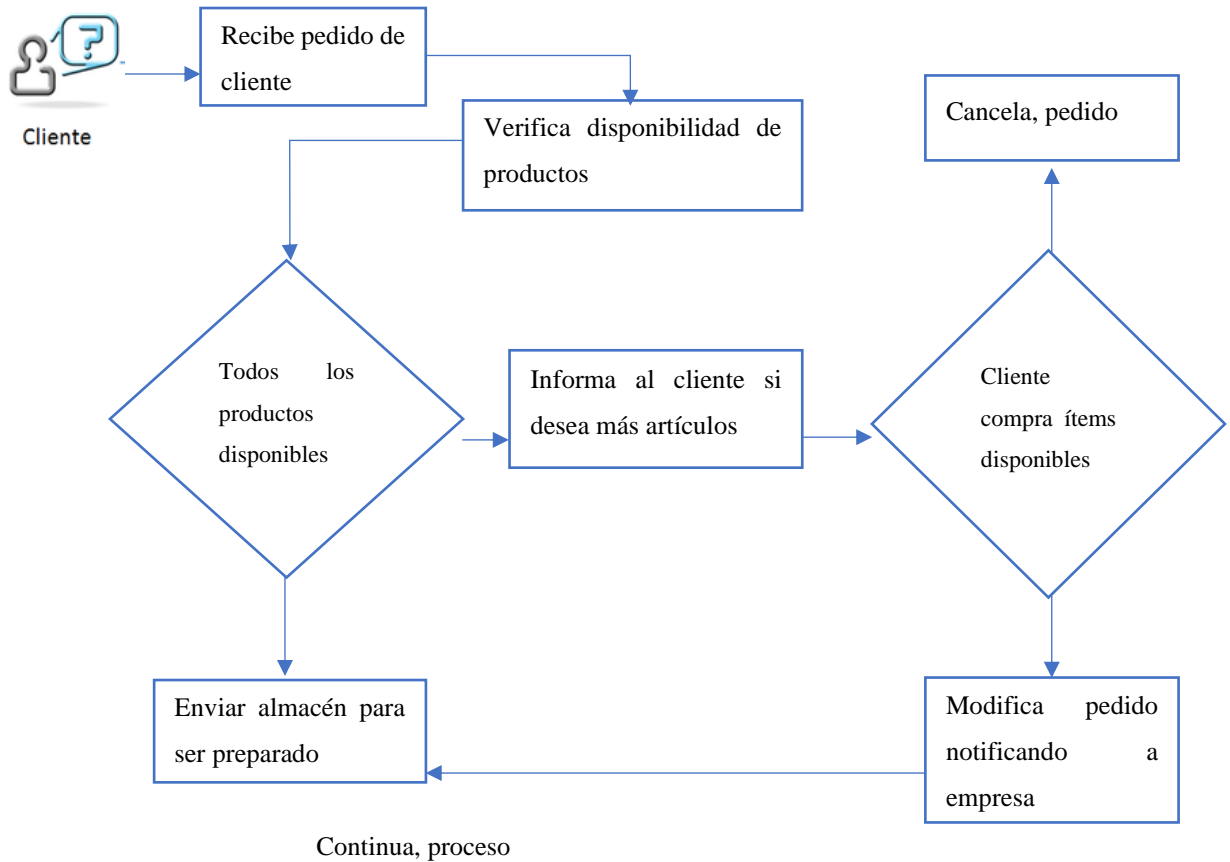 ?
Cliente
Recibe pedido de
cliente
Verifica disponibilidad de
productos
Cancela, pedido
Todos los
productos
disponibles
Informa al cliente si
desea más artículos
Cliente
compra ítems
disponibles
Enviar almacén para
ser preparado
Modifica pedido
notificando a
empresa
Continua, proceso